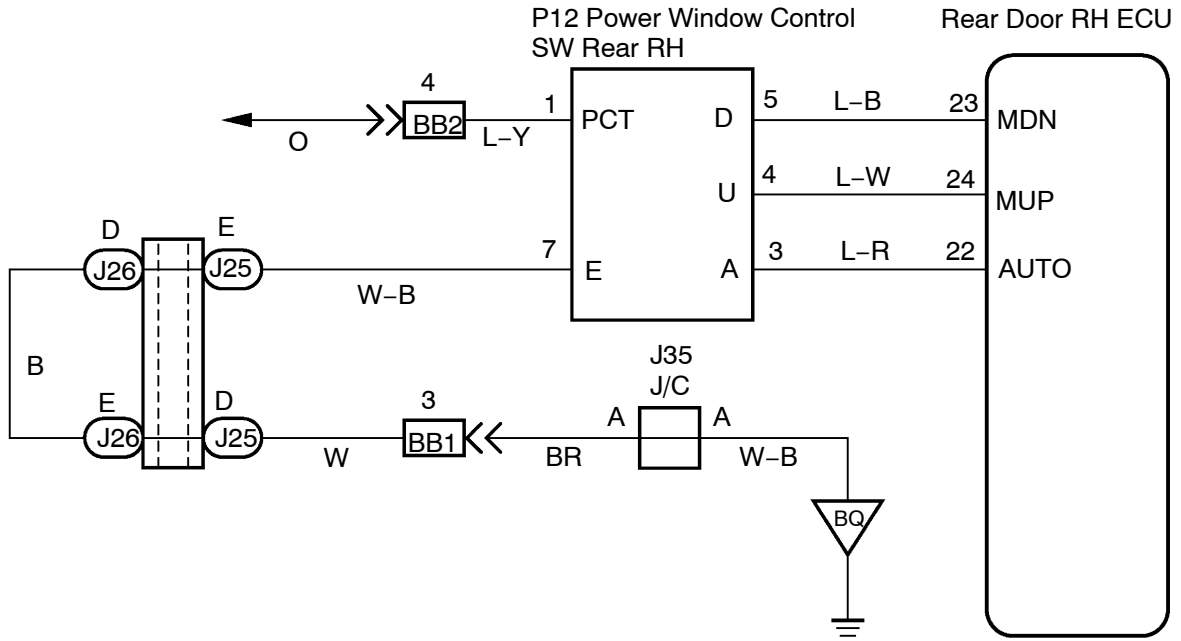 P12 Power Window Control
SW Rear RH
Rear Door RH ECU
4
BB2
O
L−Y
1
PCT
D
5
L−B
23
MDN
U
4
L−W
24
MUP
D
J26
E
J25
W−B
7
E
A
3
L−R
22
AUTO
B
E
J26
D
J25
W
3
BB1
BR
J35
J/C
A
A
W−B
BQ